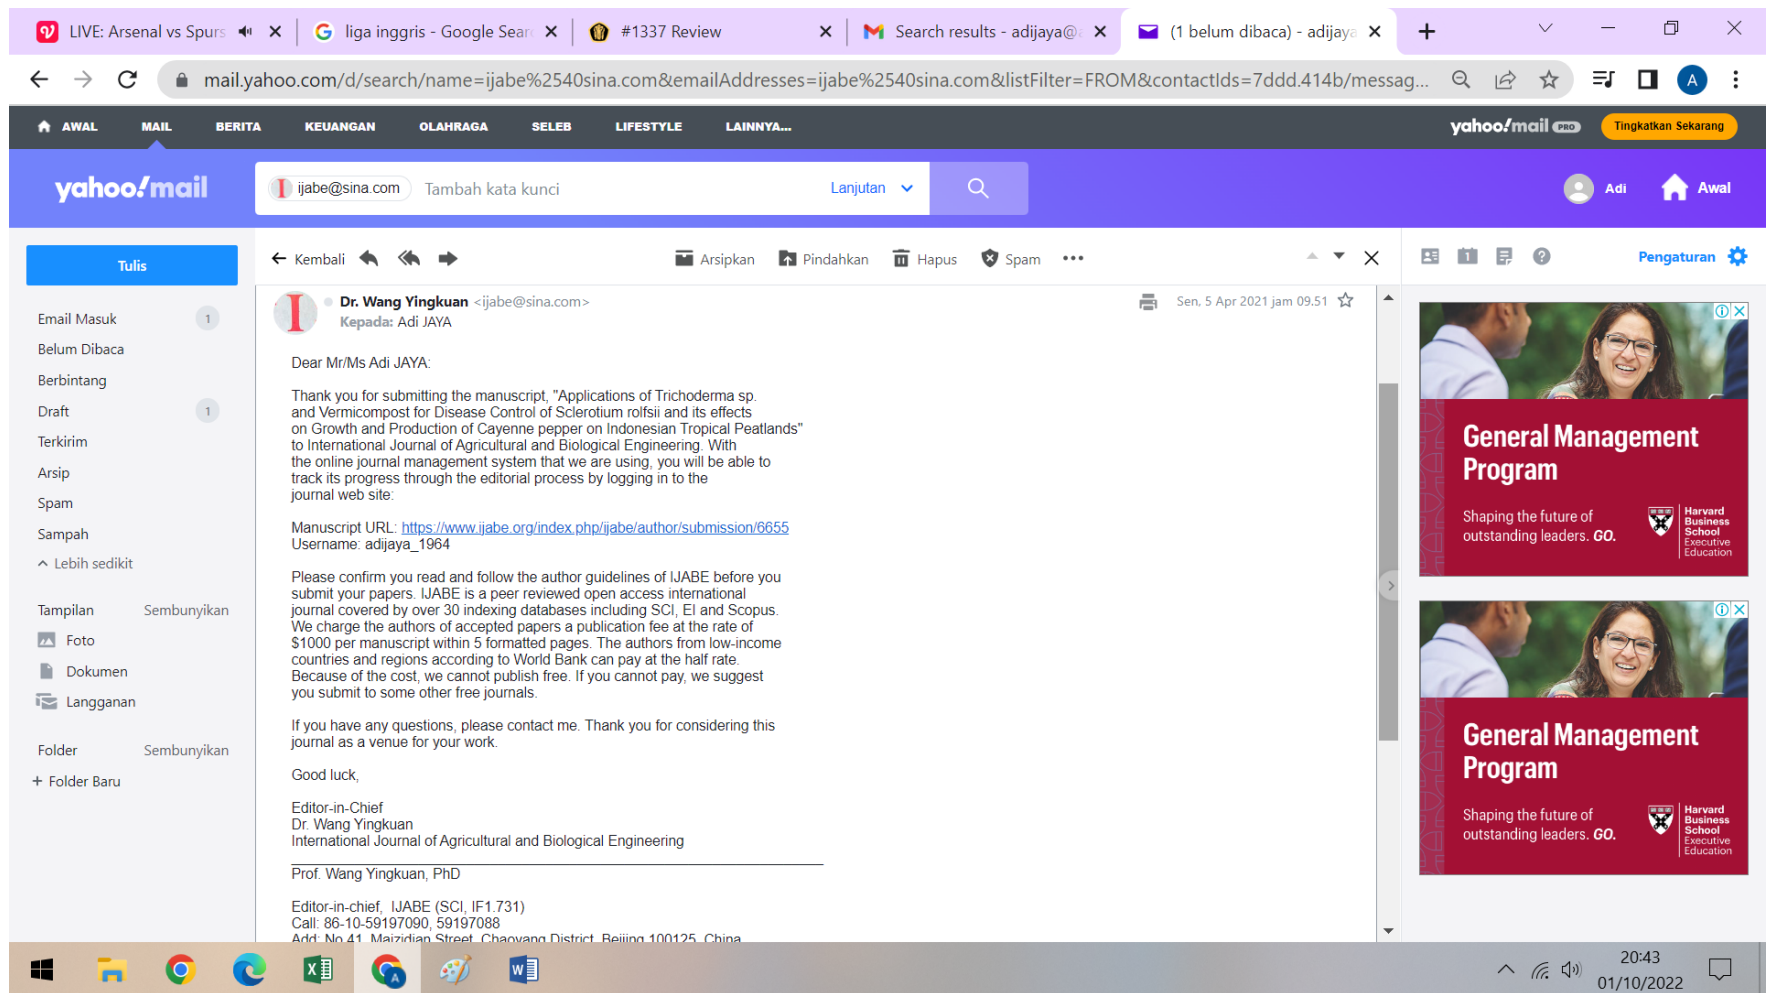 LIVE: Arsenal vs Spurs
liga inggris - Google Sear
#1337 Review
Search results - adijaya@a
(1 belum dibaca) - adijaya
mail.yahoo.com/d/search/name=ijabe%2540sina.com&emailAddresses=ijabe%2540sina.com&listFilter=FROM&contactIds=7ddd.414b/messag...
A
AWAL MAIL BERITA KEUANGAN OLAHRAGA SELEB LIFESTYLE LAINNYA...
yahoo!mail PRO
Tingkatkan Sekarang
yahoo!mail
ijabe@sina.com Tambah kata kunci Lanjutan
Adi Awal
Tulis
Email Masuk 1
Belum Dibaca
Berbintang
Draft 1
Terkirim
Arsip
Spam
Sampah
Lebih sedikit
Tampilan Sembunyikan
Foto
Dokumen
Langganan
Folder Sembunyikan
+ Folder Baru
Kembali Arsipkan Pindahkan Hapus Spam
Dr. Wang Yingkuan <ijabe@sina.com> Sen, 5 Apr 2021 jam 09.51
Kepada: Adi JAYA
Dear Mr/Ms Adi JAYA:
Thank you for submitting the manuscript, "Applications of Trichoderma sp.
and Vermicompost for Disease Control of Sclerotium rolfsii and its effects
on Growth and Production of Cayenne pepper on Indonesian Tropical Peatlands"
to International Journal of Agricultural and Biological Engineering. With
the online journal management system that we are using, you will be able to
track its progress through the editorial process by logging in to the
journal web site:
Manuscript URL: https://www.ijabe.org/index.php/ijabe/author/submission/6655
Username: adijaya_1964
Please confirm you read and follow the author guidelines of IJABE before you
submit your papers. IJABE is a peer reviewed open access international
journal covered by over 30 indexing databases including SCI, EI and Scopus.
We charge the authors of accepted papers a publication fee at the rate of
$1000 per manuscript within 5 formatted pages. The authors from low-income
countries and regions according to World Bank can pay at the half rate.
Because of the cost, we cannot publish free. If you cannot pay, we suggest
you submit to some other free journals.
If you have any questions, please contact me. Thank you for considering this
journal as a venue for your work.
Good luck,
Editor-in-Chief
Dr. Wang Yingkuan
International Journal of Agricultural and Biological Engineering
Prof. Wang Yingkuan, PhD
Editor-in-chief, IJABE (SCI, IF1.731)
Call: 86-10-59197090, 59197088
Add: No.41, Maizidian Street, Chaoyang District, Beijing 100125, China
Pengaturan
General Management
Program
Shaping the future of
outstanding leaders. GO.
Harvard
Business
School
Executive
Education
General Management
Program
Shaping the future of
outstanding leaders. GO.
Harvard
Business
School
Executive
Education
20:43
01/10/2022